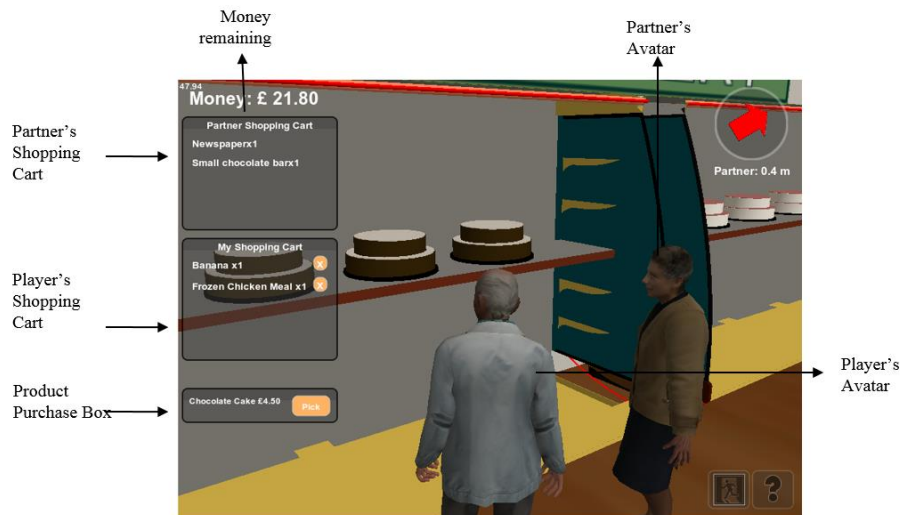 Money
remaining
Partner's
Avatar
47.94
Money: £ 21.80
Partner Shopping Cart
Newspaperx1
Small chocolate barx1
Partner: 0.4 m
Partner's
Shopping
Cart
My Shopping Cart
Banana x1
X
Frozen Chicken Meal x1
X
Player's
Shopping
Cart
Player's
Avatar
Product
Purchase Box
Chocolate Cake £4.50
Pick
?